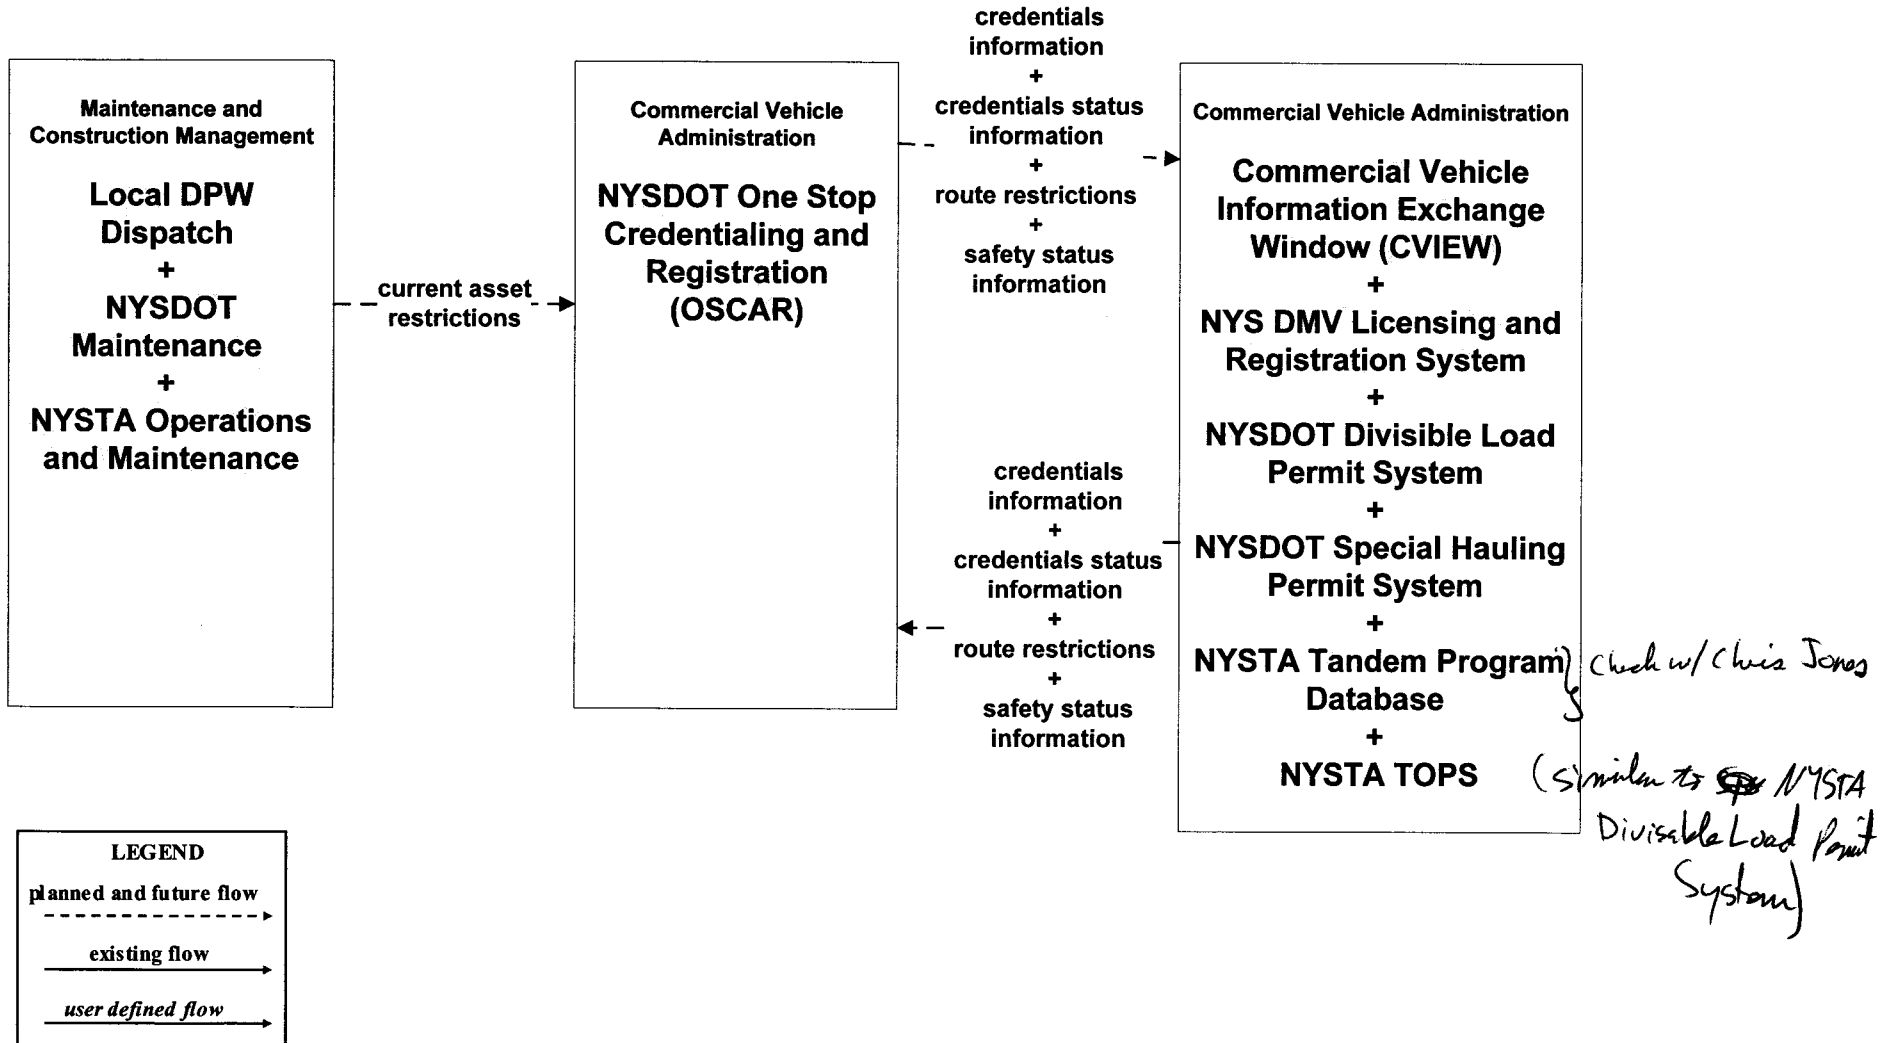 Maintenance and
Construction Management
Local DPW
Dispatch
+
NYSDOT
Maintenance
+
NYSTA Operations
and Maintenance
current asset
restrictions
Commercial Vehicle
Administration
NYSDOT One Stop
Credentialing and
Registration
(OSCAR)
credentials
information
+
credentials status
information
+
route restrictions
+
safety status
information
credentials
information
+
credentials status
information
+
route restrictions
+
safety status
information
Commercial Vehicle Administration
Commercial Vehicle
Information Exchange
Window (CVIEW)
+
NYS DMV Licensing and
Registration System
+
NYSDOT Divisible Load
Permit System
+
NYSDOT Special Hauling
Permit System
+
NYSTA Tandem Program
Database
+
NYSTA TOPS
Check w/ Chris Jones
(similar to NYSTA
Divisable Load Permit
System)
LEGEND
planned and future flow
existing flow
user defined flow